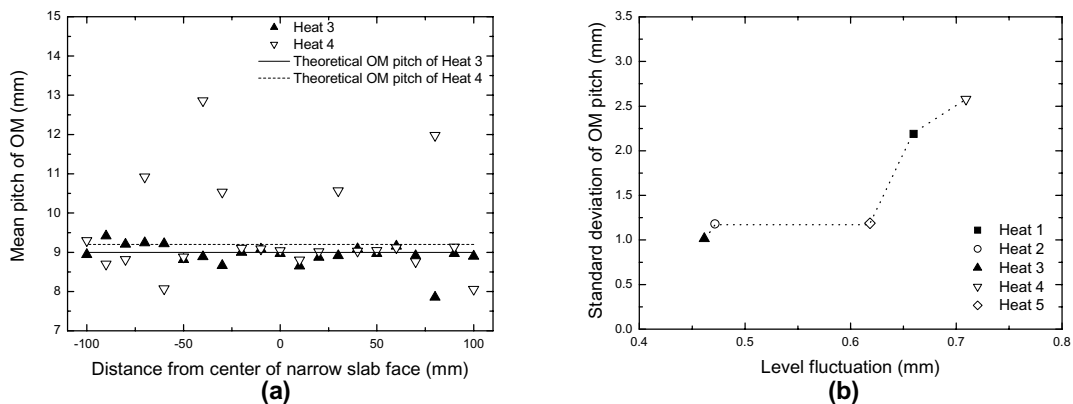 15
14
13
12
11
10
9
8
7
Mean pitch of OM (mm)
Heat 3
Heat 4
Theoretical OM pitch of Heat 3
Theoretical OM pitch of Heat 4
-100
-50
0
50
100
Distance from center of narrow slab face (mm)
(a)
3.5
3.0
2.5
2.0
1.5
1.0
0.5
0.0
Standard deviation of OM pitch (mm)
Heat 1
Heat 2
Heat 3
Heat 4
Heat 5
0.4
0.5
0.6
0.7
0.8
Level fluctuation (mm)
(b)